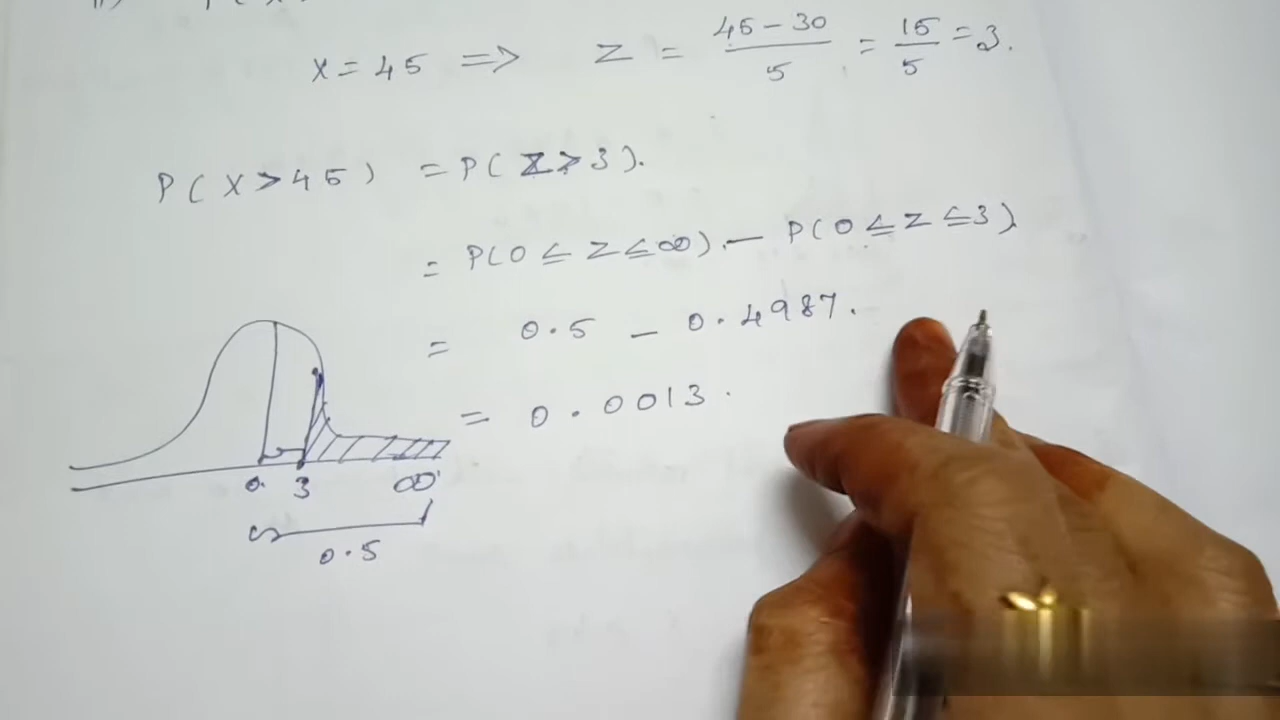 x = 45 => Z = 45 - 30 / 5 = 15 / 5 = 3.
P( X > 45 ) = P( Z > 3 ).
= P( 0 ≤ Z ≤ ∞ ) - P( 0 ≤ Z ≤ 3 )
= 0.5 - 0.4987.
= 0.0013.
0 3 ∞
0.5